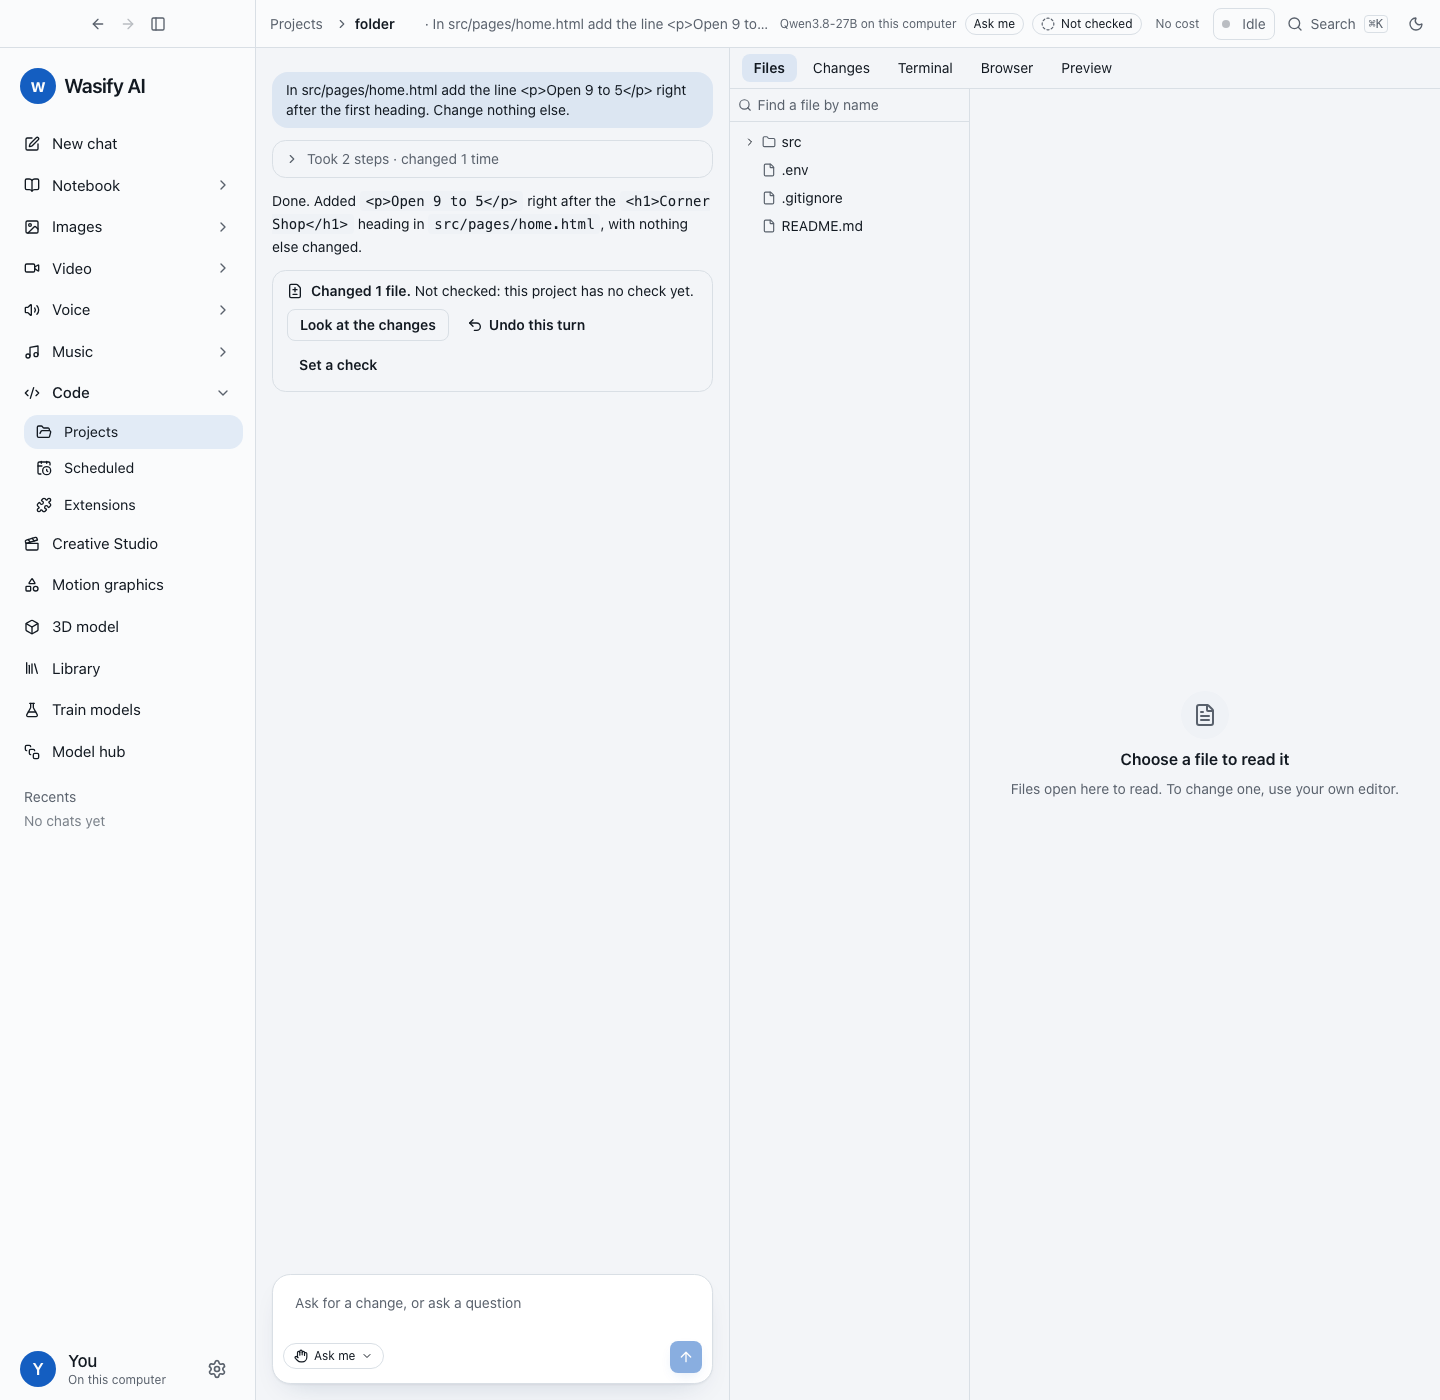 Projects
folder
· In src/pages/home.html add the line <p>Open 9 to...
Qwen3.8-27B on this computer
Ask me
Not checked
No cost
Idle
Search
⌘K
W
Wasify AI
New chat
Notebook
Images
Video
Voice
Music
Code
Projects
Scheduled
Extensions
Creative Studio
Motion graphics
3D model
Library
Train models
Model hub
Recents
No chats yet
Y
You
On this computer
In src/pages/home.html add the line <p>Open 9 to 5</p> right
after the first heading. Change nothing else.
Took 2 steps · changed 1 time
Done. Added <p>Open 9 to 5</p> right after the <h1>Corner
Shop</h1> heading in src/pages/home.html , with nothing
else changed.
Changed 1 file. Not checked: this project has no check yet.
Look at the changes
Undo this turn
Set a check
Ask for a change, or ask a question
Ask me
Files
Changes
Terminal
Browser
Preview
Find a file by name
src
.env
.gitignore
README.md
Choose a file to read it
Files open here to read. To change one, use your own editor.